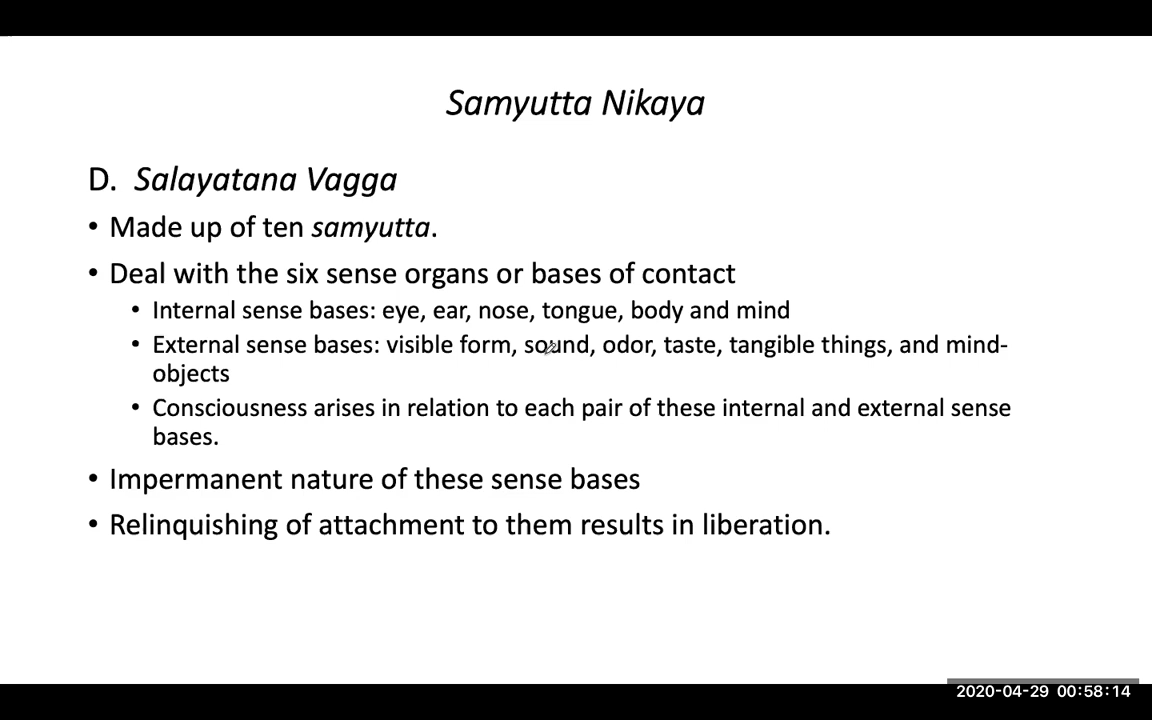 Samyutta Nikaya
D. Salayatana Vagga
• Made up of ten samyutta.
• Deal with the six sense organs or bases of contact
• Internal sense bases: eye, ear, nose, tongue, body and mind
• External sense bases: visible form, sound, odor, taste, tangible things, and mind-
objects
• Consciousness arises in relation to each pair of these internal and external sense
bases.
• Impermanent nature of these sense bases
• Relinquishing of attachment to them results in liberation.
2020-04-29 00:58:14